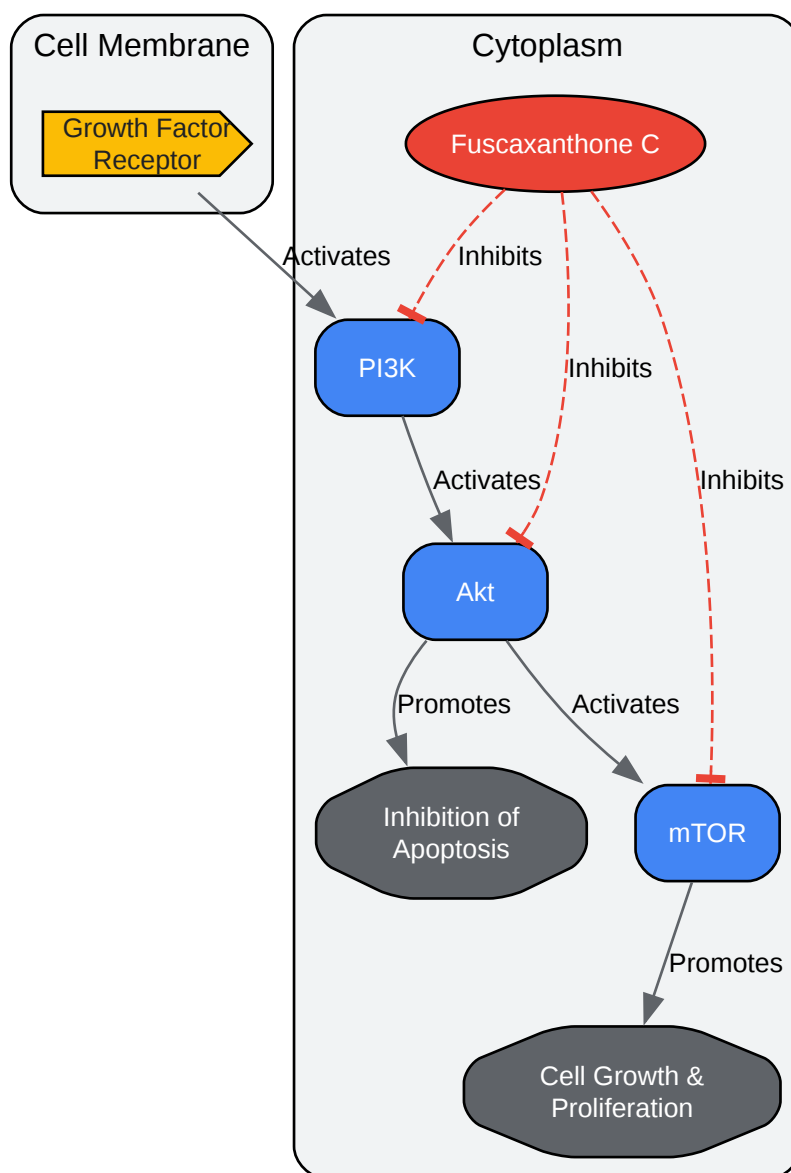 Cell Membrane
Cytoplasm
Growth Factor
Receptor
Fuscaxanthone C
Activates
Inhibits
PI3K
Inhibits
Activates
Inhibits
Akt
Promotes
Activates
Inhibition of
Apoptosis
mTOR
Promotes
Cell Growth &
Proliferation